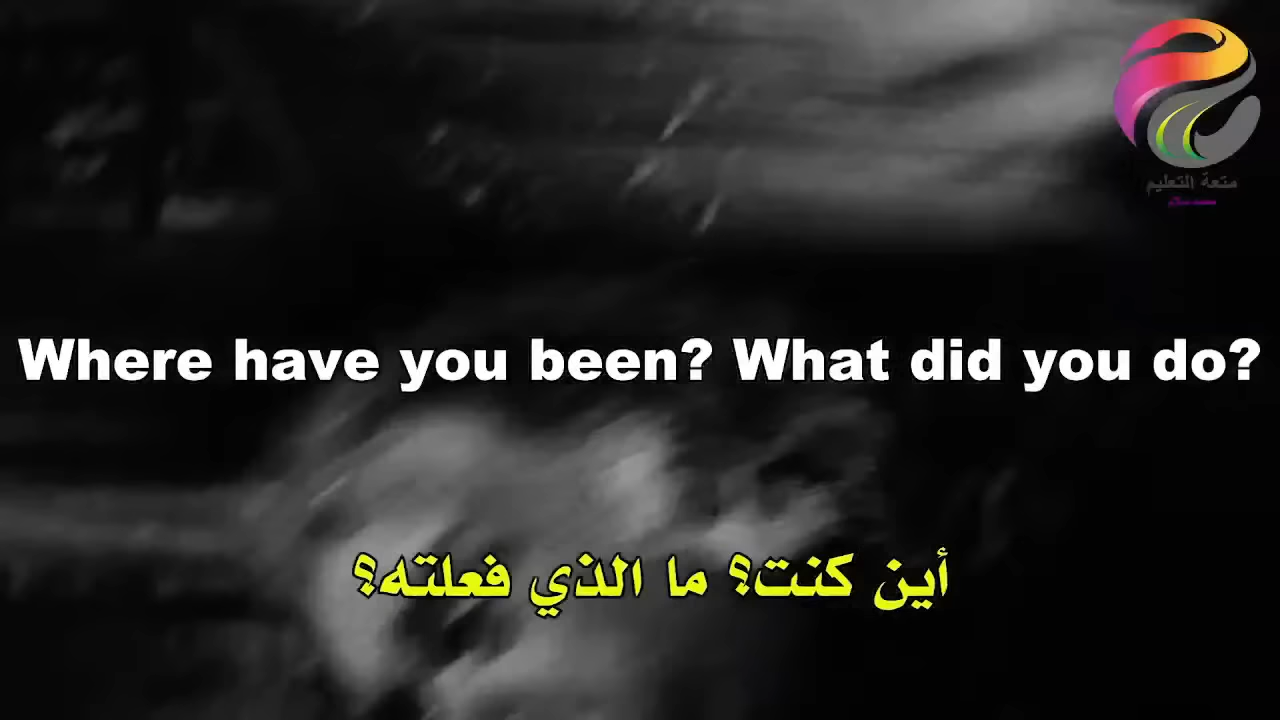 متعة التعليم
Where have you been? What did you do?
أين كنت؟ ما الذي فعلته؟